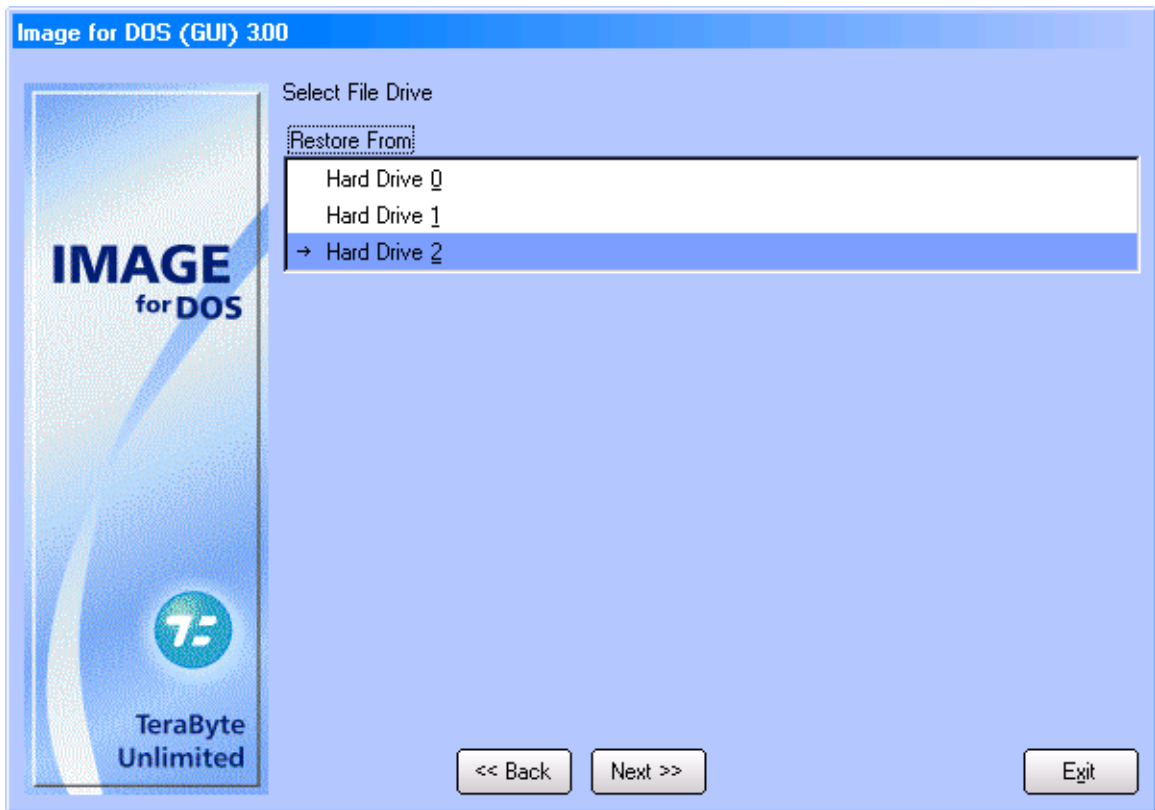 Image for DOS (GUI) 3.00
Select File Drive
Restore From
Hard Drive 0
Hard Drive 1
→ Hard Drive 2
IMAGE
for DOS
TeraByte
Unlimited
<< Back
Next >>
Exit